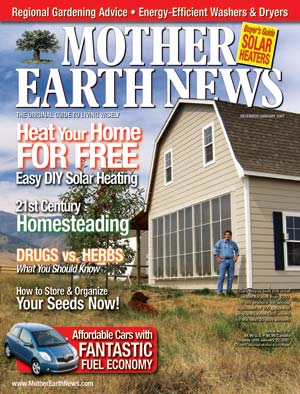 Regional Gardening Advice • Energy-Efficient Washers & Dryers
MOTHER
EARTH NEWS
Buyer's Guide
SOLAR
HEATERS
THE ORIGINAL GUIDE TO LIVING WISELY
DECEMBER/JANUARY 2007
Heat Your Home
FOR FREE
Easy DIY Solar Heating
21st Century
Homesteading
DRUGS vs. HERBS
What You Should Know
How to Store & Organize
Your Seeds Now!
Affordable Cars with
FANTASTIC
FUEL ECONOMY
www.MotherEarthNews.com